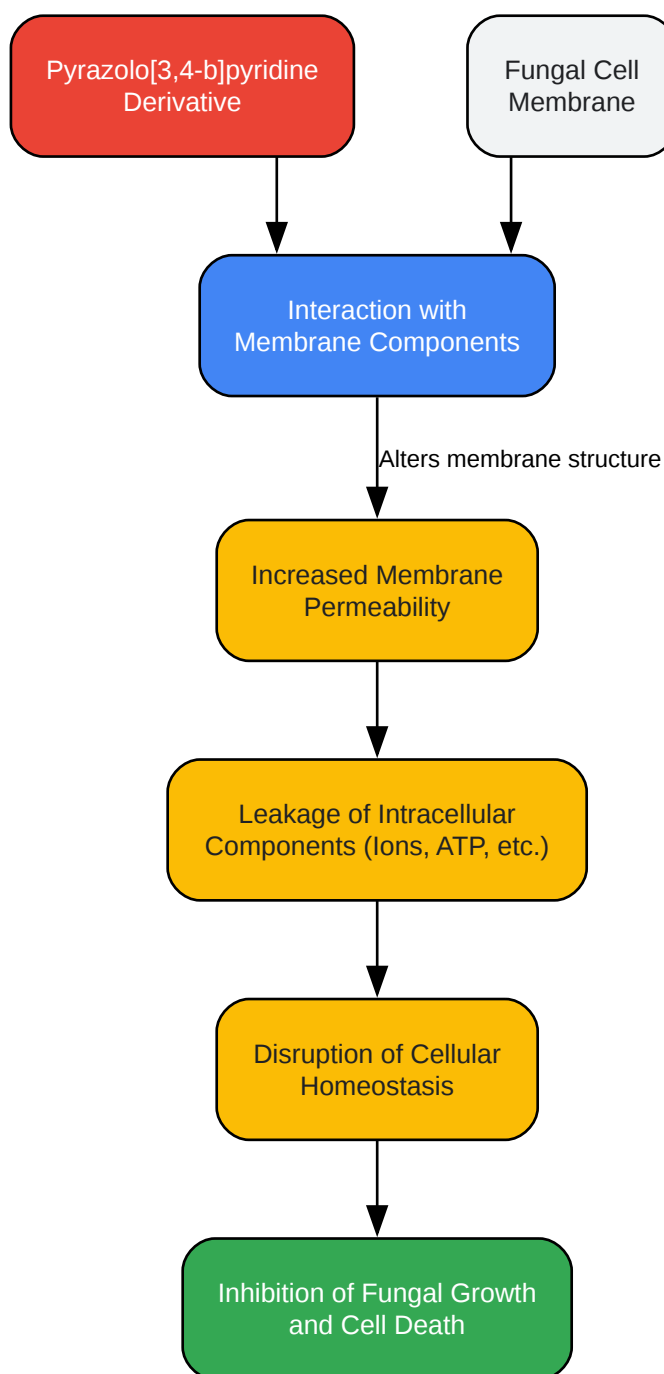 Pyrazolo[3,4-b]pyridine
Derivative
Fungal Cell
Membrane
Interaction with
Membrane Components
Alters membrane structure
Increased Membrane
Permeability
Leakage of Intracellular
Components (Ions, ATP, etc.)
Disruption of Cellular
Homeostasis
Inhibition of Fungal Growth
and Cell Death